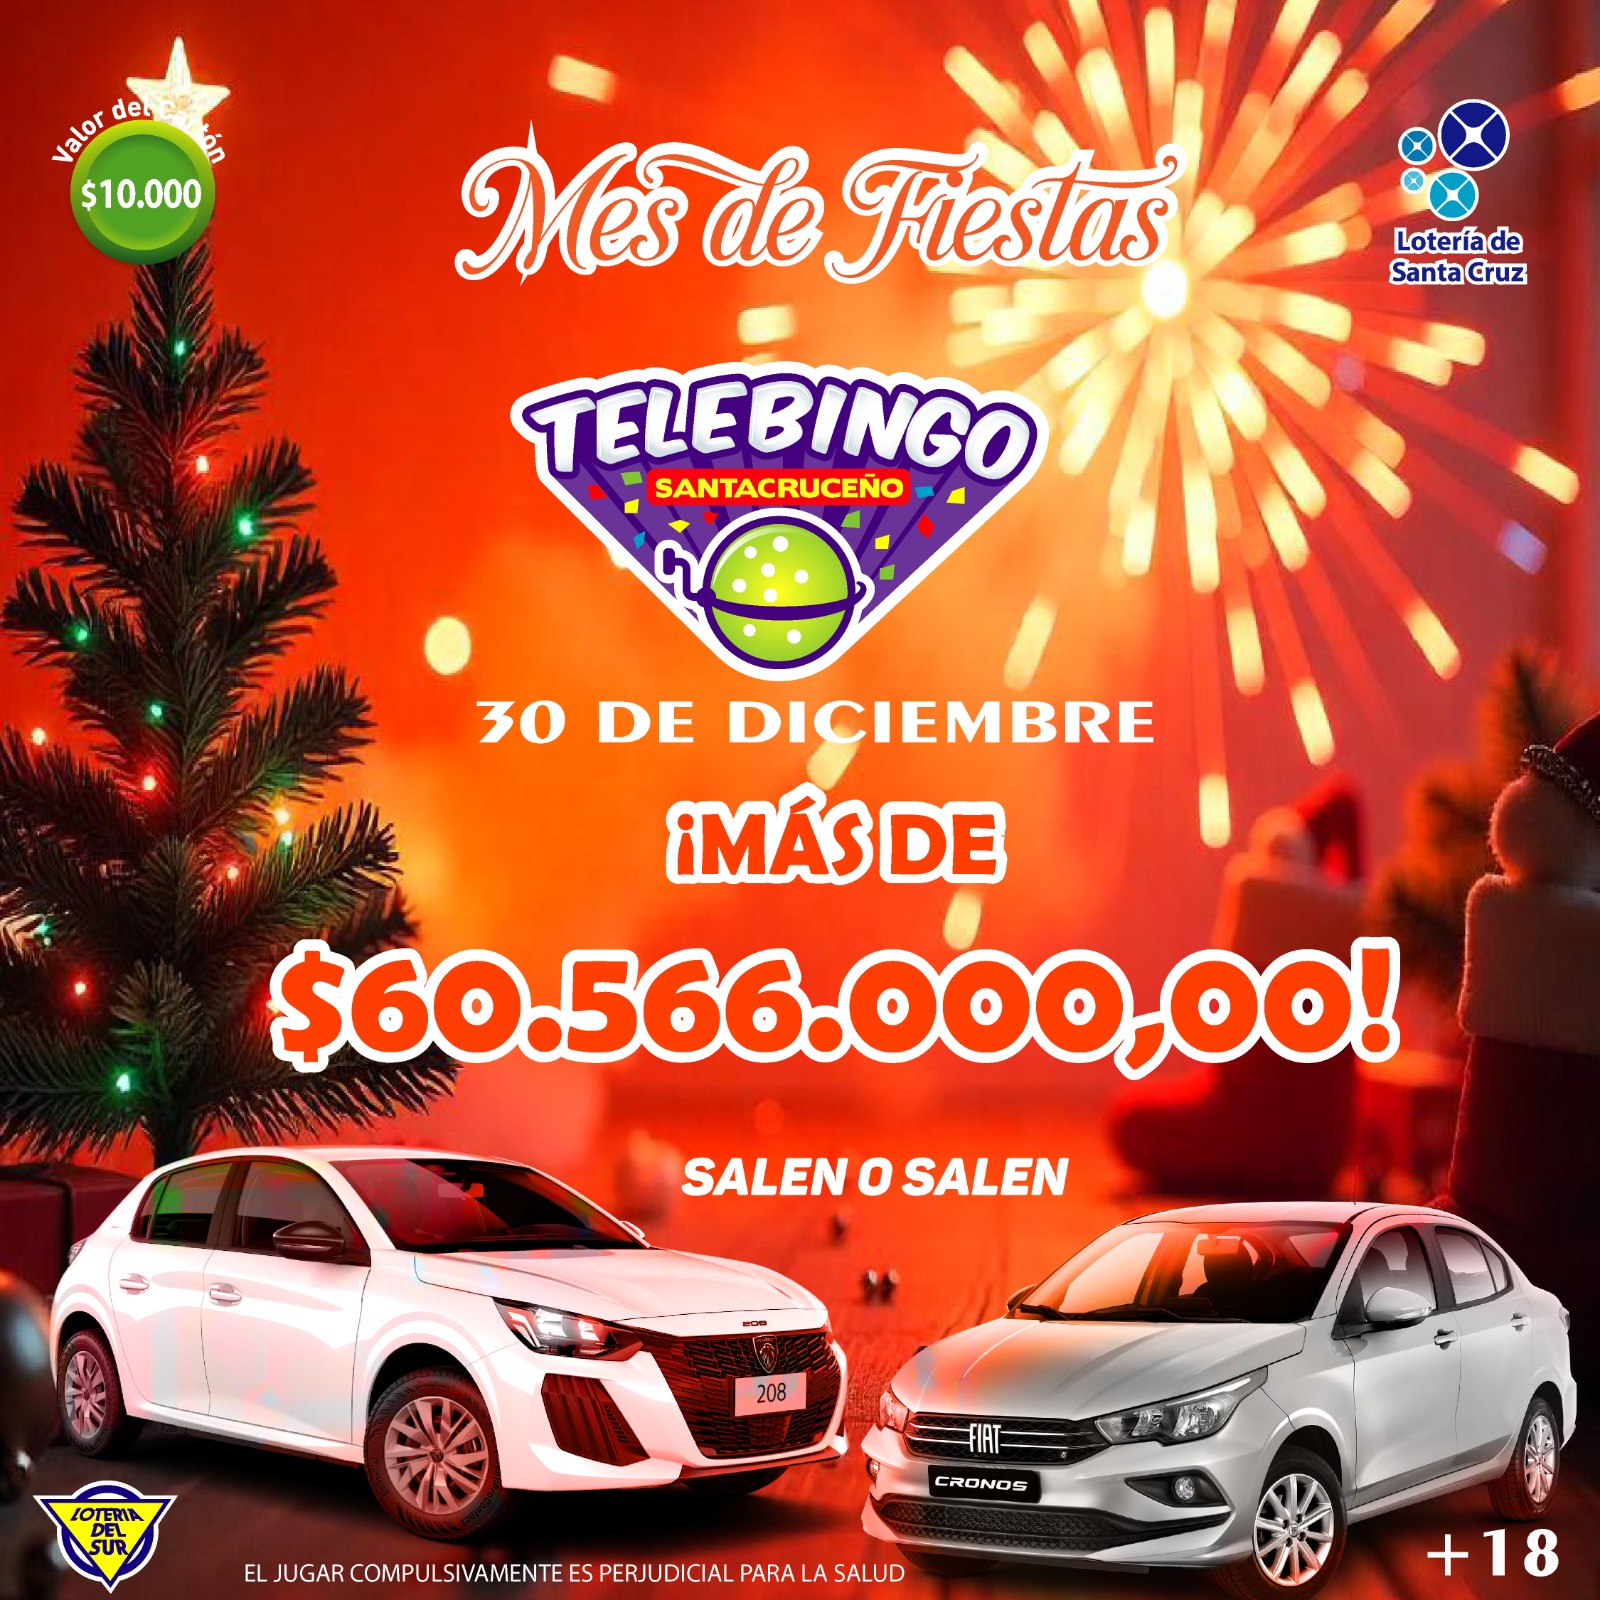 Valor del Cartón
$10.000
Mes de Fiestas
Lotería de
Santa Cruz
TELEBINGO
SANTACRUCEÑO
30 DE DICIEMBRE
¡MÁS DE
$60.566.000,00!
SALEN O SALEN
208
208
FIAT
CRONOS
LOTERIA
DEL
SUR
EL JUGAR COMPULSIVAMENTE ES PERJUDICIAL PARA LA SALUD
+18